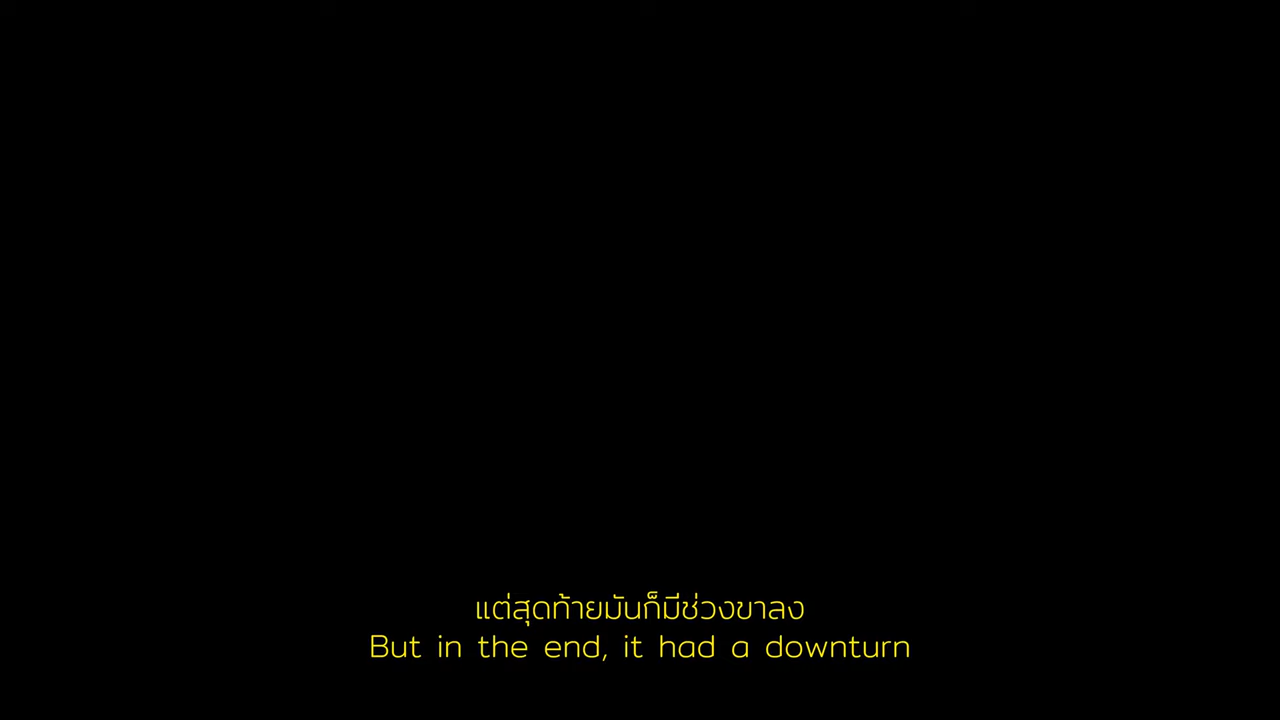 แต่สุดท้ายมันก็มีช่วงขาลง
But in the end, it had a downturn